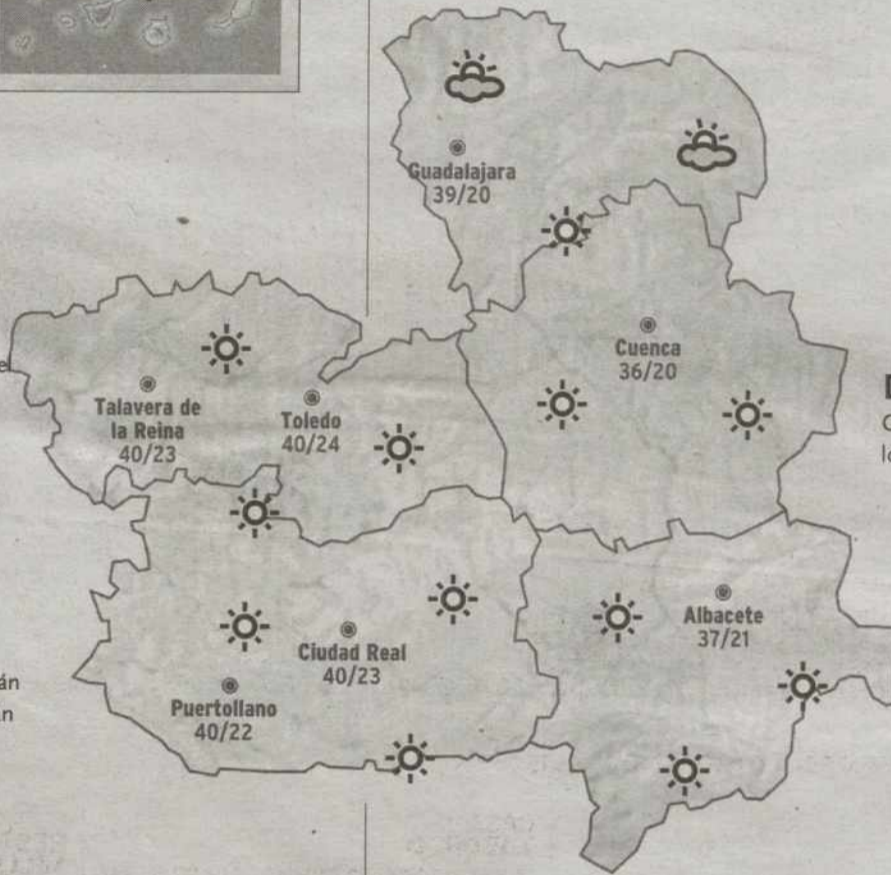 Guadalajara
39/20
Cuenca
36/20
Talavera de
la Reina
40/23
Toledo
40/24
Ciudad Real
40/23
Puertollano
40/22
Albacete
37/21